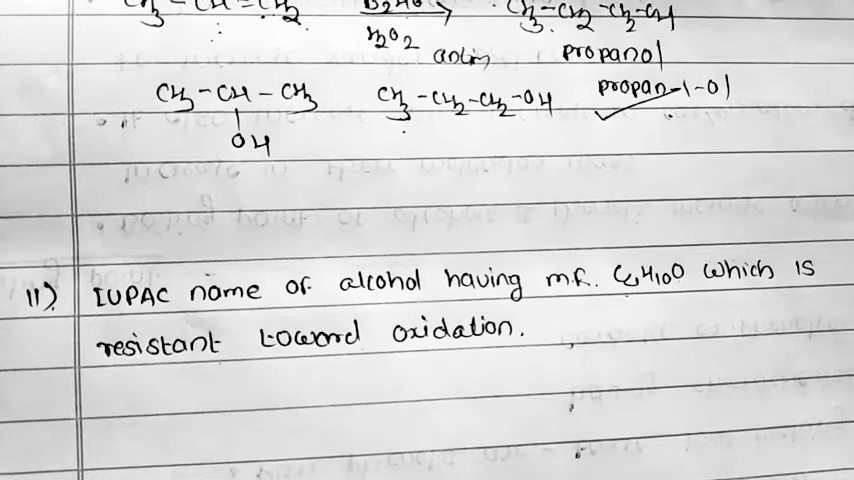 CH3 - CH = CH2 B2H6 CH3 - CH2 - CH2 - OH
H2O2
propanol
CH3 - CH - CH3 CH3 - CH2 - CH2 - OH propan-1-ol
OH
11) IUPAC name of alcohol having m.f. C4H10O which is
resistant toward oxidation.